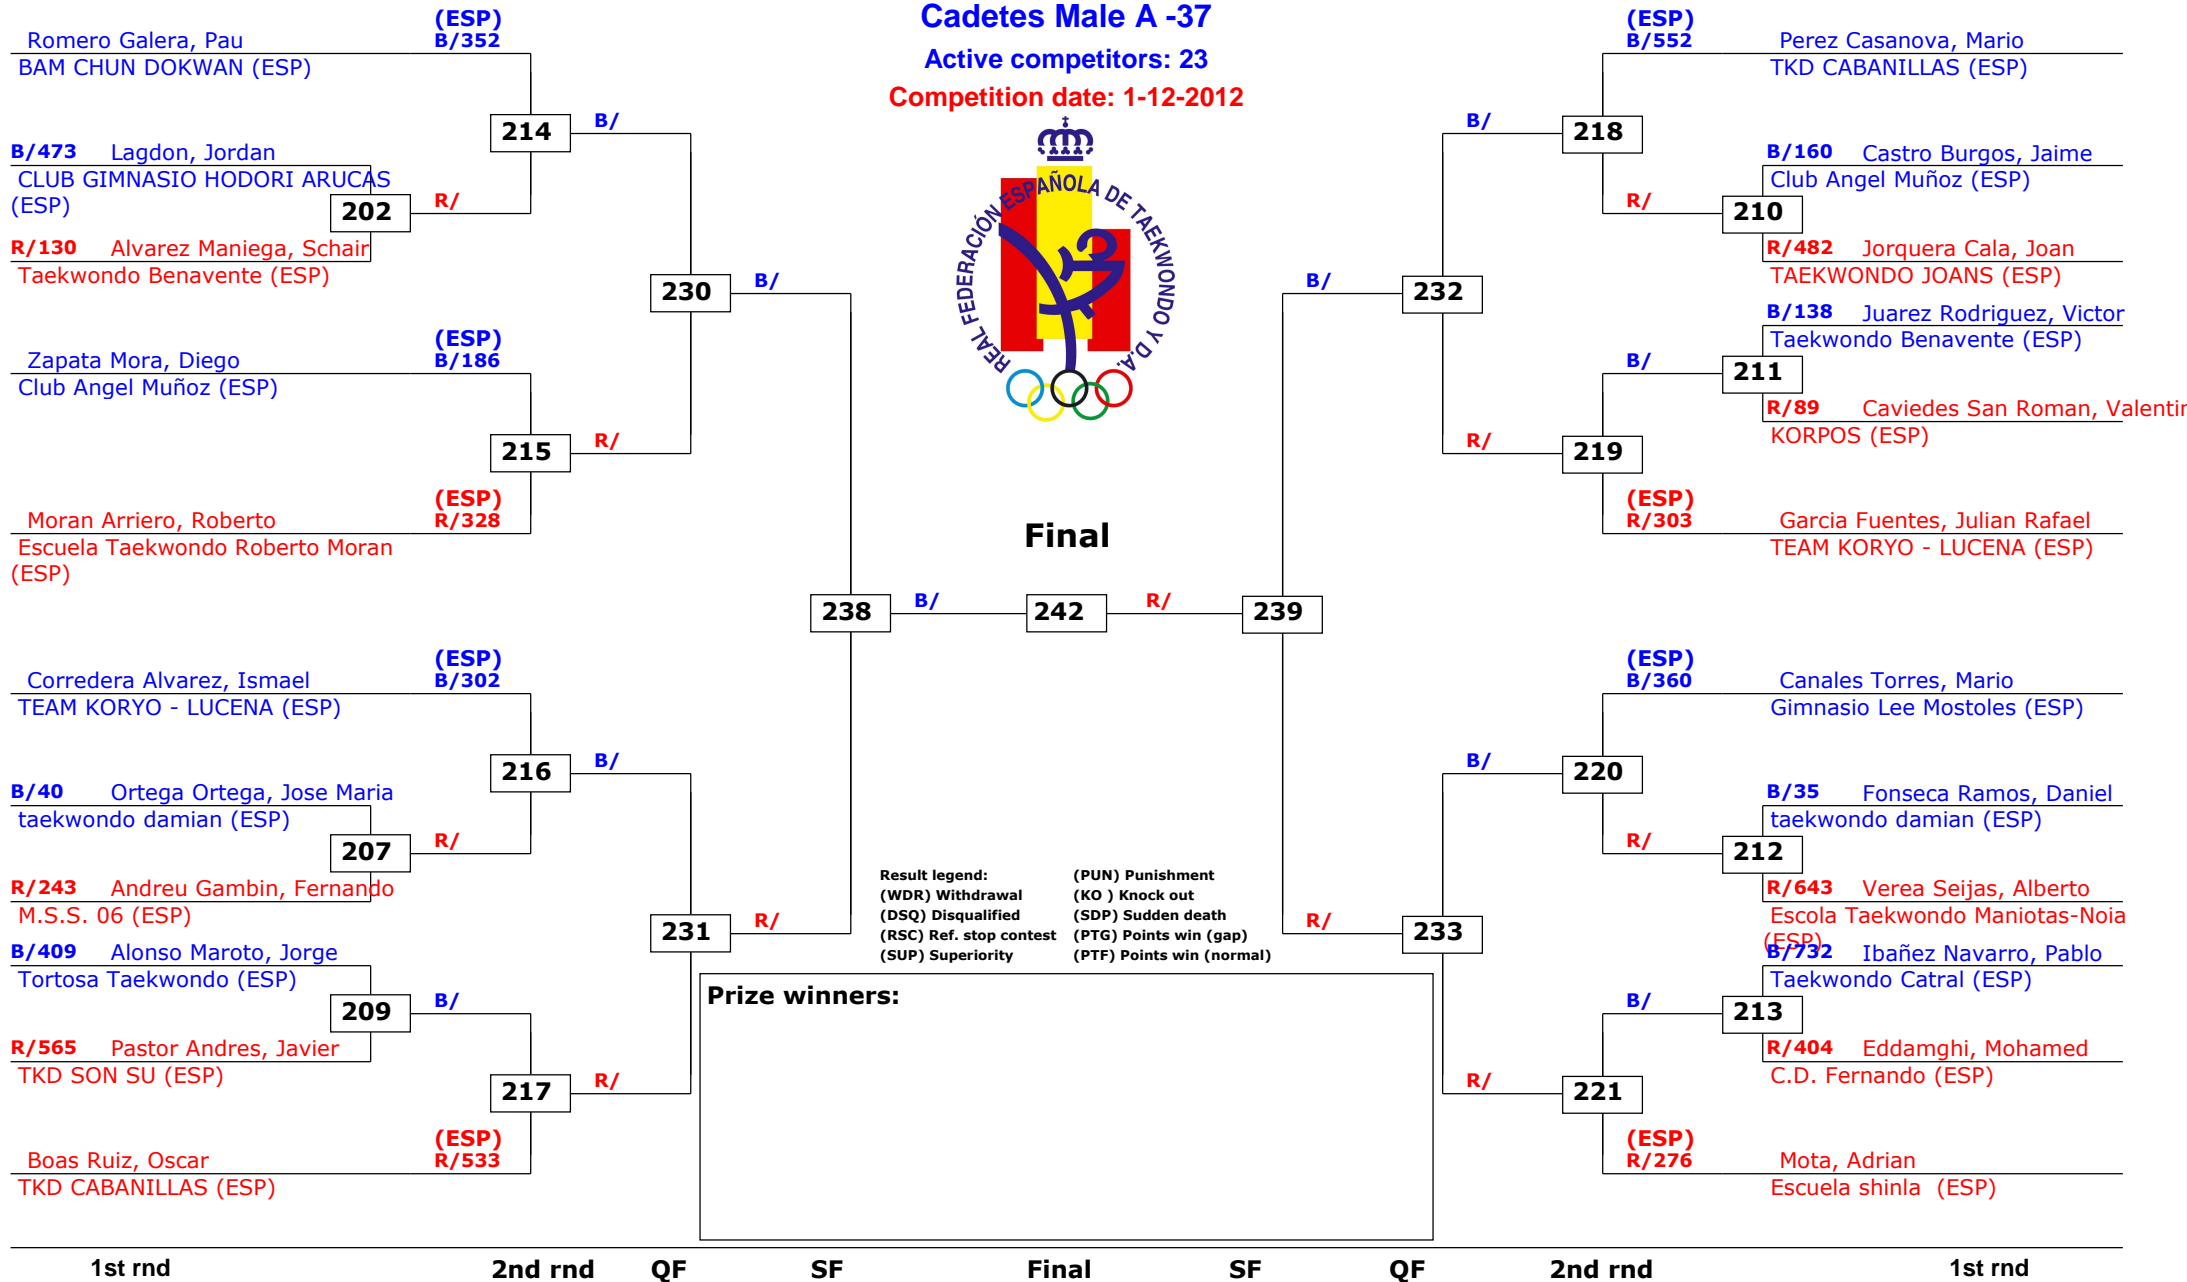 Cadetes Male A -37
Active competitors: 23
Competition date: 1-12-2012
REAL FEDERACIÓN ESPAÑOLA DE TAEKWONDO Y D.A.
(ESP)
Romero Galera, Pau B/352
BAM CHUN DOKWAN (ESP)
214 B/
B/473 Lagdon, Jordan
CLUB GIMNASIO HODORI ARUCAS
(ESP)
202 R/
R/130 Alvarez Maniega, Schair
Taekwondo Benavente (ESP)
230 B/
(ESP)
Zapata Mora, Diego B/186
Club Angel Muñoz (ESP)
215 R/
(ESP)
Moran Arriero, Roberto R/328
Escuela Taekwondo Roberto Moran
(ESP)
238 B/
(ESP)
Corredera Alvarez, Ismael B/302
TEAM KORYO - LUCENA (ESP)
216 B/
B/40 Ortega Ortega, Jose Maria
taekwondo damian (ESP)
207 R/
R/243 Andreu Gambin, Fernando
M.S.S. 06 (ESP)
231 R/
B/409 Alonso Maroto, Jorge
Tortosa Taekwondo (ESP)
209 B/
R/565 Pastor Andres, Javier
TKD SON SU (ESP)
217 R/
(ESP)
Boas Ruiz, Oscar R/533
TKD CABANILLAS (ESP)
Final
242 R/
(ESP)
B/552 Perez Casanova, Mario
TKD CABANILLAS (ESP)
B/ 218
B/160 Castro Burgos, Jaime
Club Angel Muñoz (ESP)
R/ 210
R/482 Jorquera Cala, Joan
TAEKWONDO JOANS (ESP)
B/ 232
B/138 Juarez Rodriguez, Victor
Taekwondo Benavente (ESP)
B/ 211
R/89 Caviedes San Roman, Valentin
KORPOS (ESP)
R/ 219
(ESP)
R/303 Garcia Fuentes, Julian Rafael
TEAM KORYO - LUCENA (ESP)
239
(ESP)
B/360 Canales Torres, Mario
Gimnasio Lee Mostoles (ESP)
B/ 220
B/35 Fonseca Ramos, Daniel
taekwondo damian (ESP)
R/ 212
R/643 Verea Seijas, Alberto
Escola Taekwondo Maniotas-Noia
(ESP)
R/ 233
B/732 Ibañez Navarro, Pablo
Taekwondo Catral (ESP)
B/ 213
R/404 Eddamghi, Mohamed
C.D. Fernando (ESP)
R/ 221
(ESP)
R/276 Mota, Adrian
Escuela shinla (ESP)
Result legend: (PUN) Punishment
(WDR) Withdrawal (KO ) Knock out
(DSQ) Disqualified (SDP) Sudden death
(RSC) Ref. stop contest (PTG) Points win (gap)
(SUP) Superiority (PTF) Points win (normal)
Prize winners:
1st rnd 2nd rnd QF SF Final SF QF 2nd rnd 1st rnd